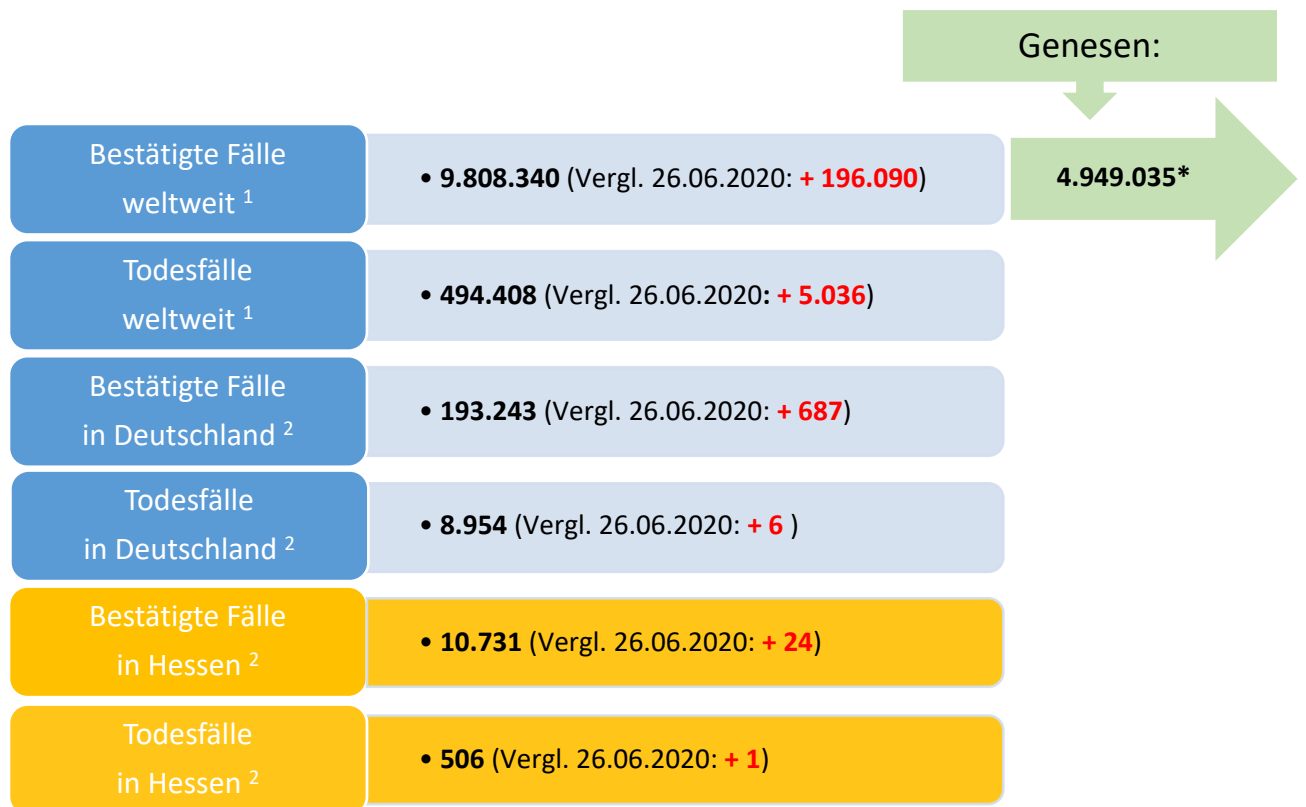 Genesen:
Bestätigte Fälle
weltweit ¹
• 9.808.340 (Vergl. 26.06.2020: + 196.090)
4.949.035*
Todesfälle
weltweit ¹
• 494.408 (Vergl. 26.06.2020: + 5.036)
Bestätigte Fälle
in Deutschland ²
• 193.243 (Vergl. 26.06.2020: + 687)
Todesfälle
in Deutschland ²
• 8.954 (Vergl. 26.06.2020: + 6 )
Bestätigte Fälle
in Hessen ²
• 10.731 (Vergl. 26.06.2020: + 24)
Todesfälle
in Hessen ²
• 506 (Vergl. 26.06.2020: + 1)